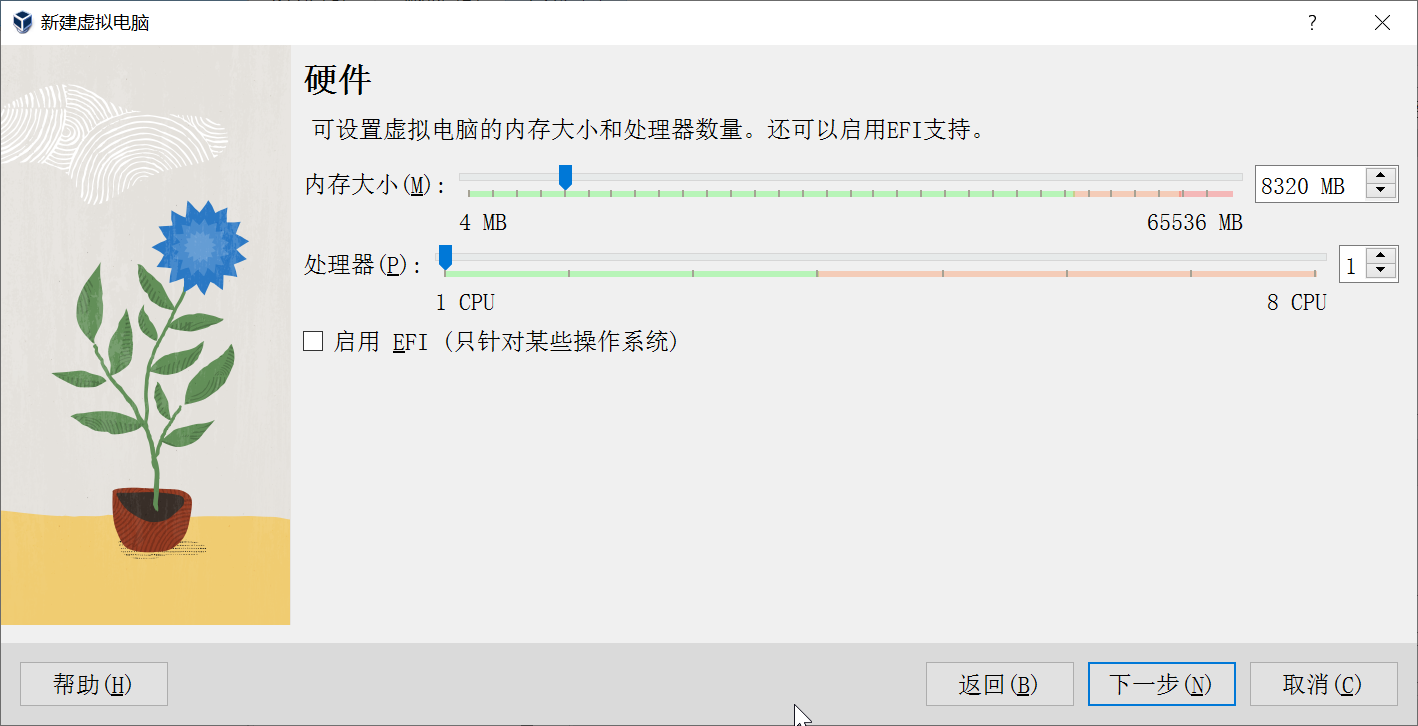 新建虚拟电脑
硬件
可设置虚拟电脑的内存大小和处理器数量。还可以启用EFI支持。
内存大小(M): 8320 MB
4 MB 65536 MB
处理器(P): 1
1 CPU 8 CPU
启用 EFI (只针对某些操作系统)
帮助(H) 返回(B) 下一步(N) 取消(C)